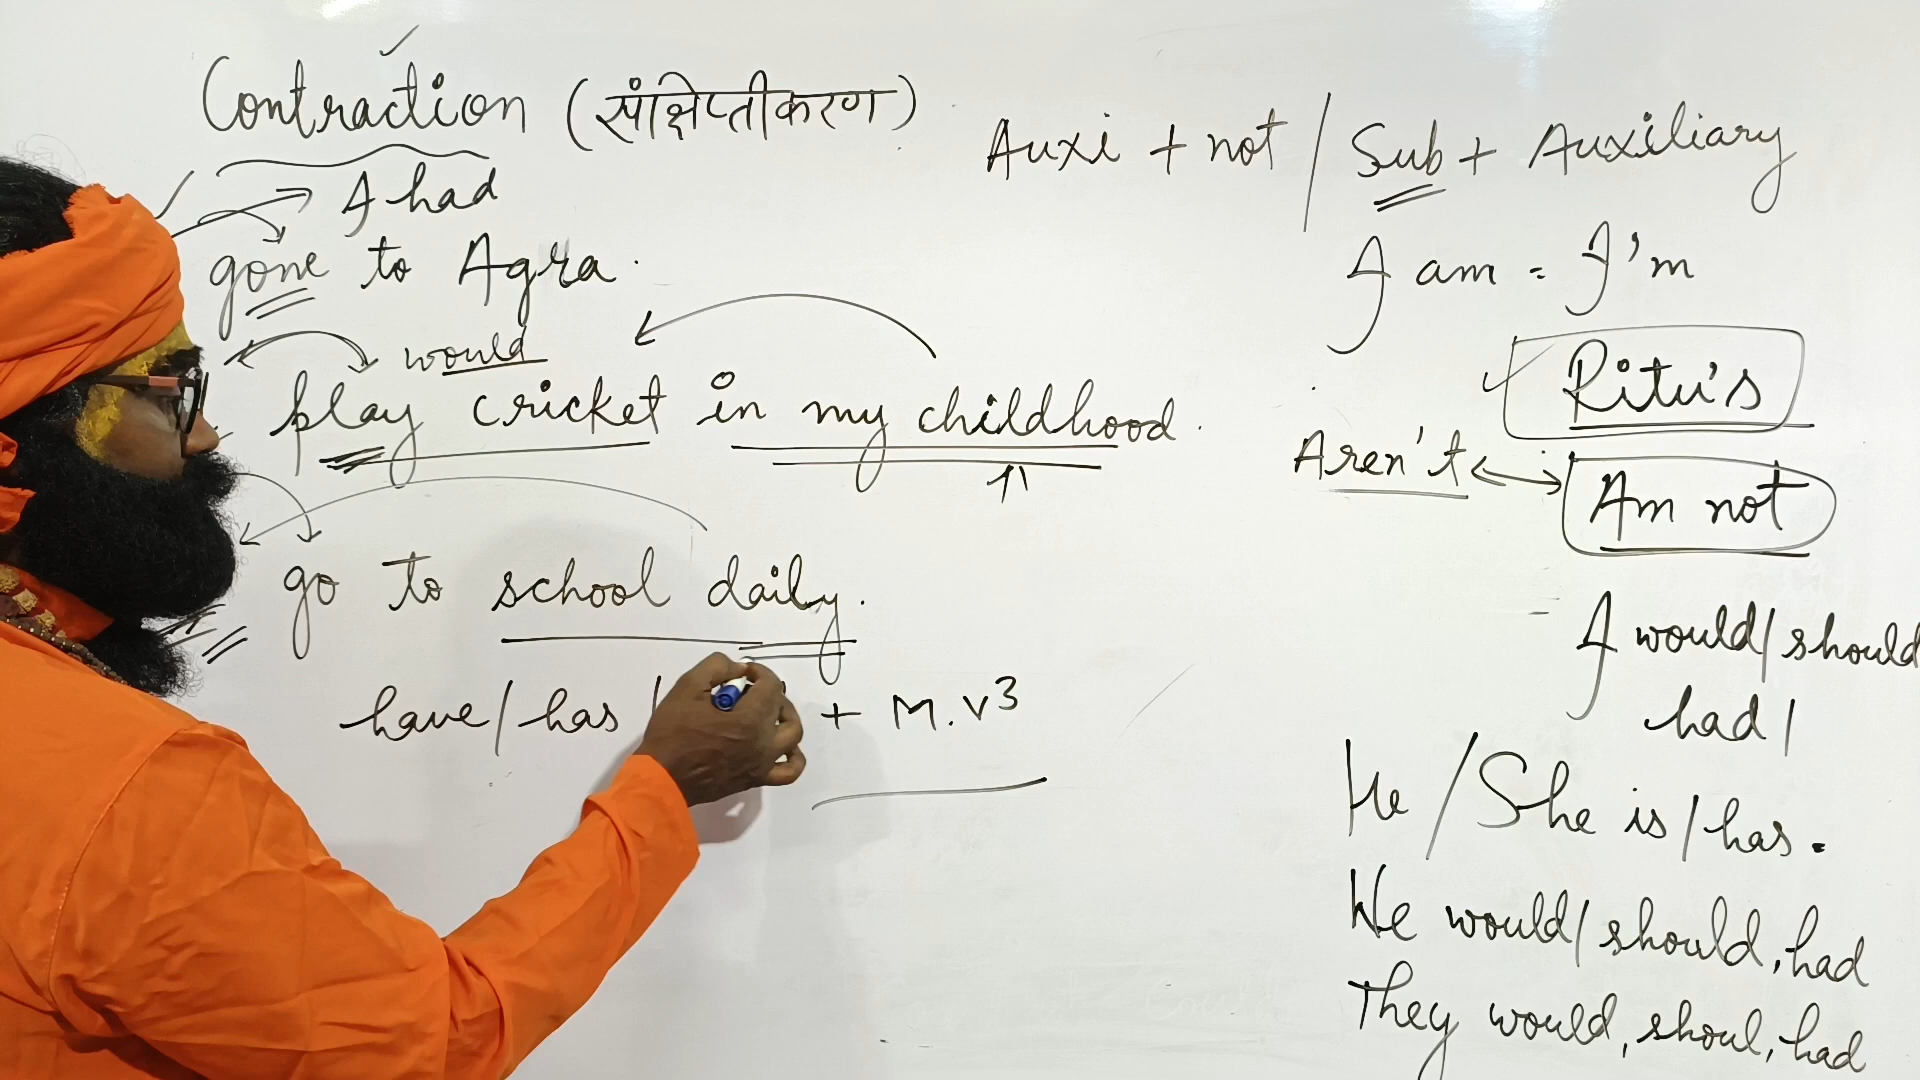 Contraction (संक्षिप्तीकरण)
I had
gone to Agra.
would
play cricket in my childhood.
go to school daily.
have/has / + M.V3
Auxi + not / Sub + Auxiliary
I am = I'm
Ritu's
Aren't
Am not
I would/should
had/
He/She is/has.
We would/should, had
They would, shoul, had